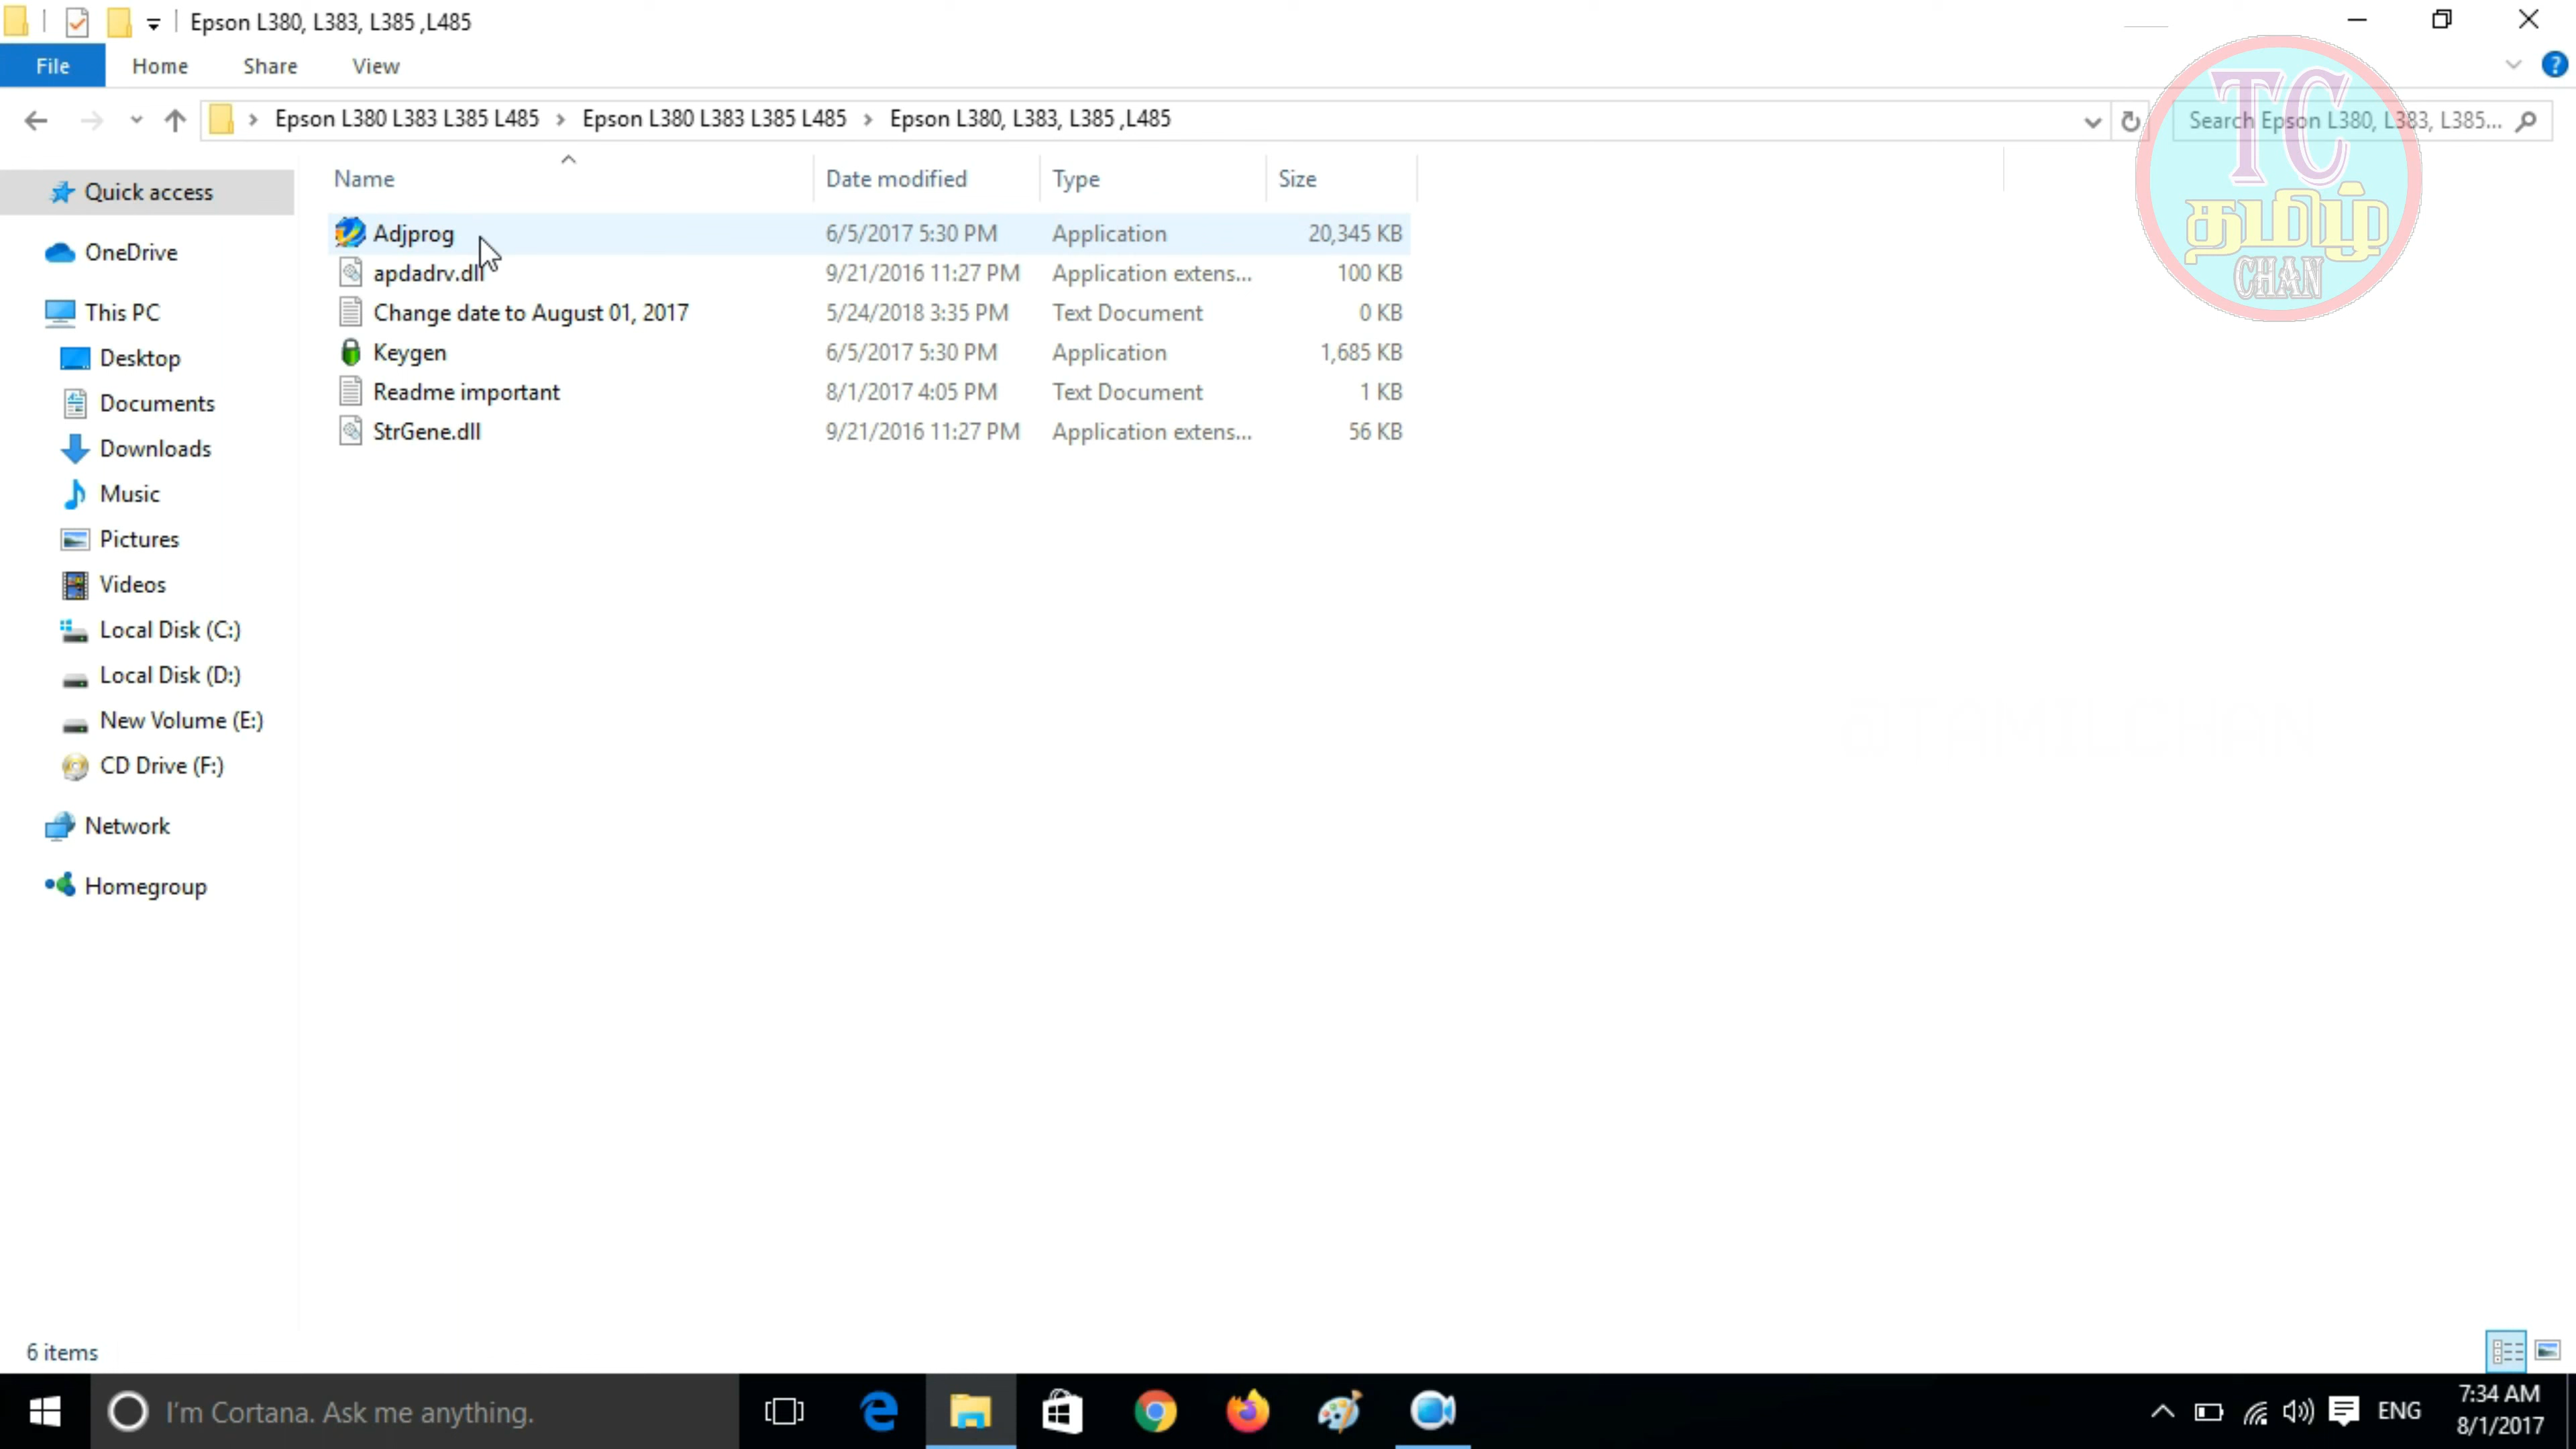 Epson L380, L383, L385 ,L485
File Home Share View
Epson L380 L383 L385 L485 Epson L380 L383 L385 L485 Epson L380, L383, L385 ,L485
Search Epson L380, L383, L385...
TC
தமிழ்
CHAN
Name Date modified Type Size
Adjprog 6/5/2017 5:30 PM Application 20,345 KB
apdadrv.dll 9/21/2016 11:27 PM Application extens... 100 KB
Change date to August 01, 2017 5/24/2018 3:35 PM Text Document 0 KB
Keygen 6/5/2017 5:30 PM Application 1,685 KB
Readme important 8/1/2017 4:05 PM Text Document 1 KB
StrGene.dll 9/21/2016 11:27 PM Application extens... 56 KB
Quick access
OneDrive
This PC
Desktop
Documents
Downloads
Music
Pictures
Videos
Local Disk (C:)
Local Disk (D:)
New Volume (E:)
CD Drive (F:)
Network
Homegroup
6 items
I'm Cortana. Ask me anything.
ENG
7:34 AM
8/1/2017